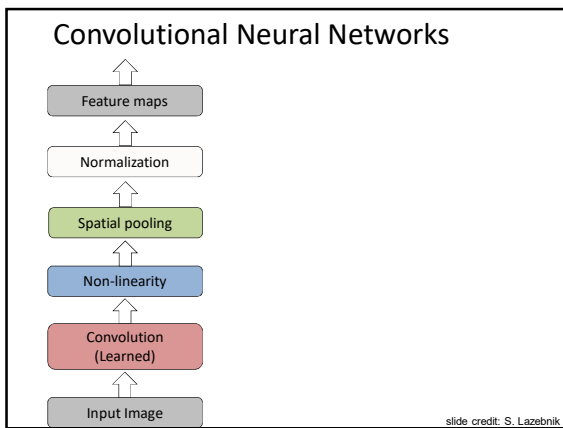 Convolutional Neural Networks
Feature maps
Normalization
Spatial pooling
Non-linearity
Convolution
(Learned)
Input Image
slide credit: S. Lazebnik